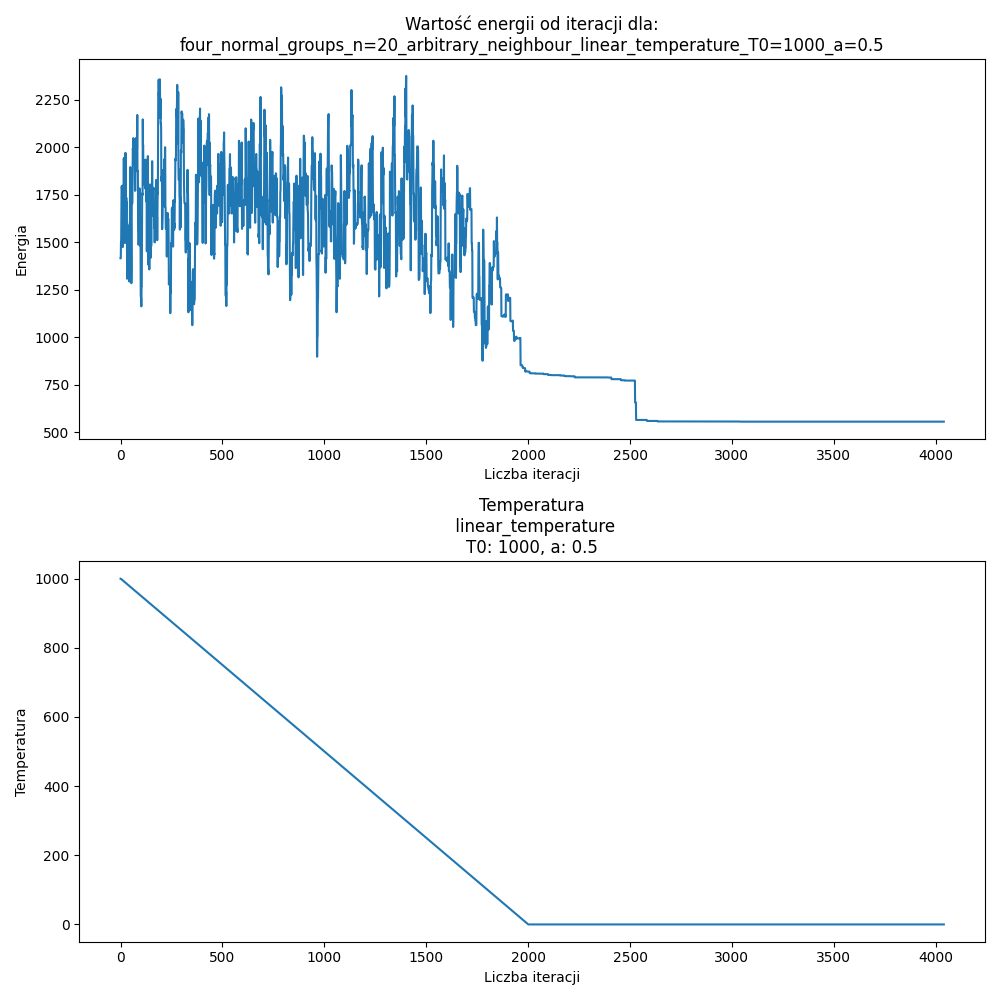 Wartość energii od iteracji dla:
four_normal_groups_n=20_arbitrary_neighbour_linear_temperature_T0=1000_a=0.5
2250
2000
1750
1500
1250
1000
750
500
Energia
0 500 1000 1500 2000 2500 3000 3500 4000
Liczba iteracji
Temperatura
linear_temperature
T0: 1000, a: 0.5
1000
800
600
400
200
0
Temperatura
0 500 1000 1500 2000 2500 3000 3500 4000
Liczba iteracji